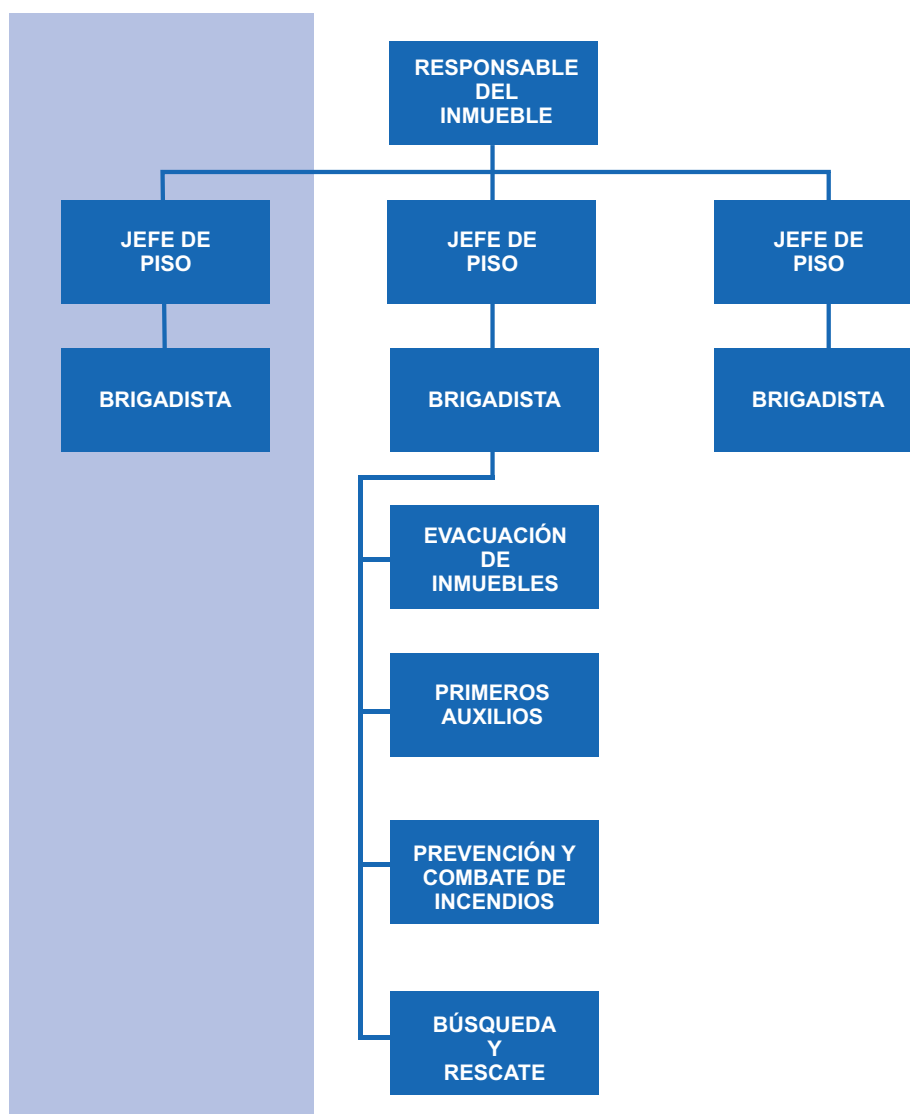 RESPONSABLE
DEL
INMUEBLE
JEFE DE
PISO
JEFE DE
PISO
JEFE DE
PISO
BRIGADISTA
BRIGADISTA
BRIGADISTA
EVACUACIÓN
DE
INMUEBLES
PRIMEROS
AUXILIOS
PREVENCIÓN Y
COMBATE DE
INCENDIOS
BÚSQUEDA
Y
RESCATE